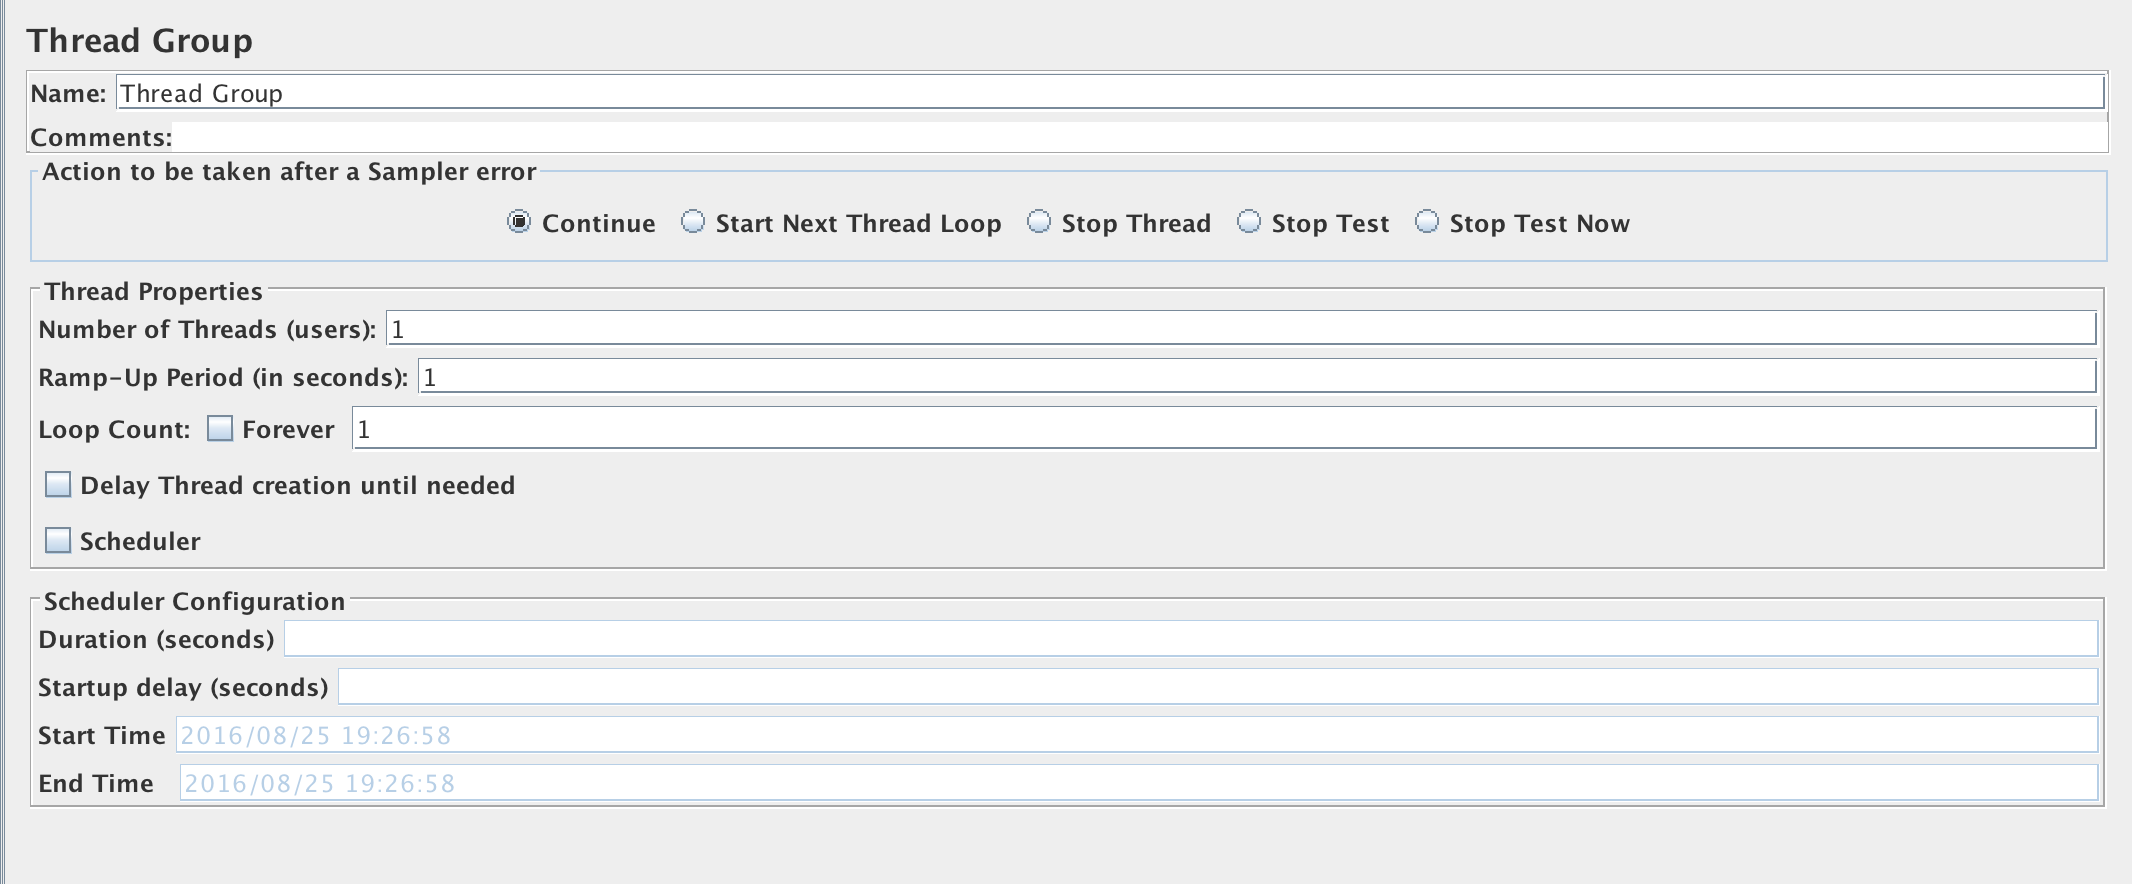 Thread Group
Name: Thread Group
Comments:
Action to be taken after a Sampler error
Continue Start Next Thread Loop Stop Thread Stop Test Stop Test Now
Thread Properties
Number of Threads (users): 1
Ramp-Up Period (in seconds): 1
Loop Count: Forever 1
Delay Thread creation until needed
Scheduler
Scheduler Configuration
Duration (seconds)
Startup delay (seconds)
Start Time 2016/08/25 19:26:58
End Time 2016/08/25 19:26:58